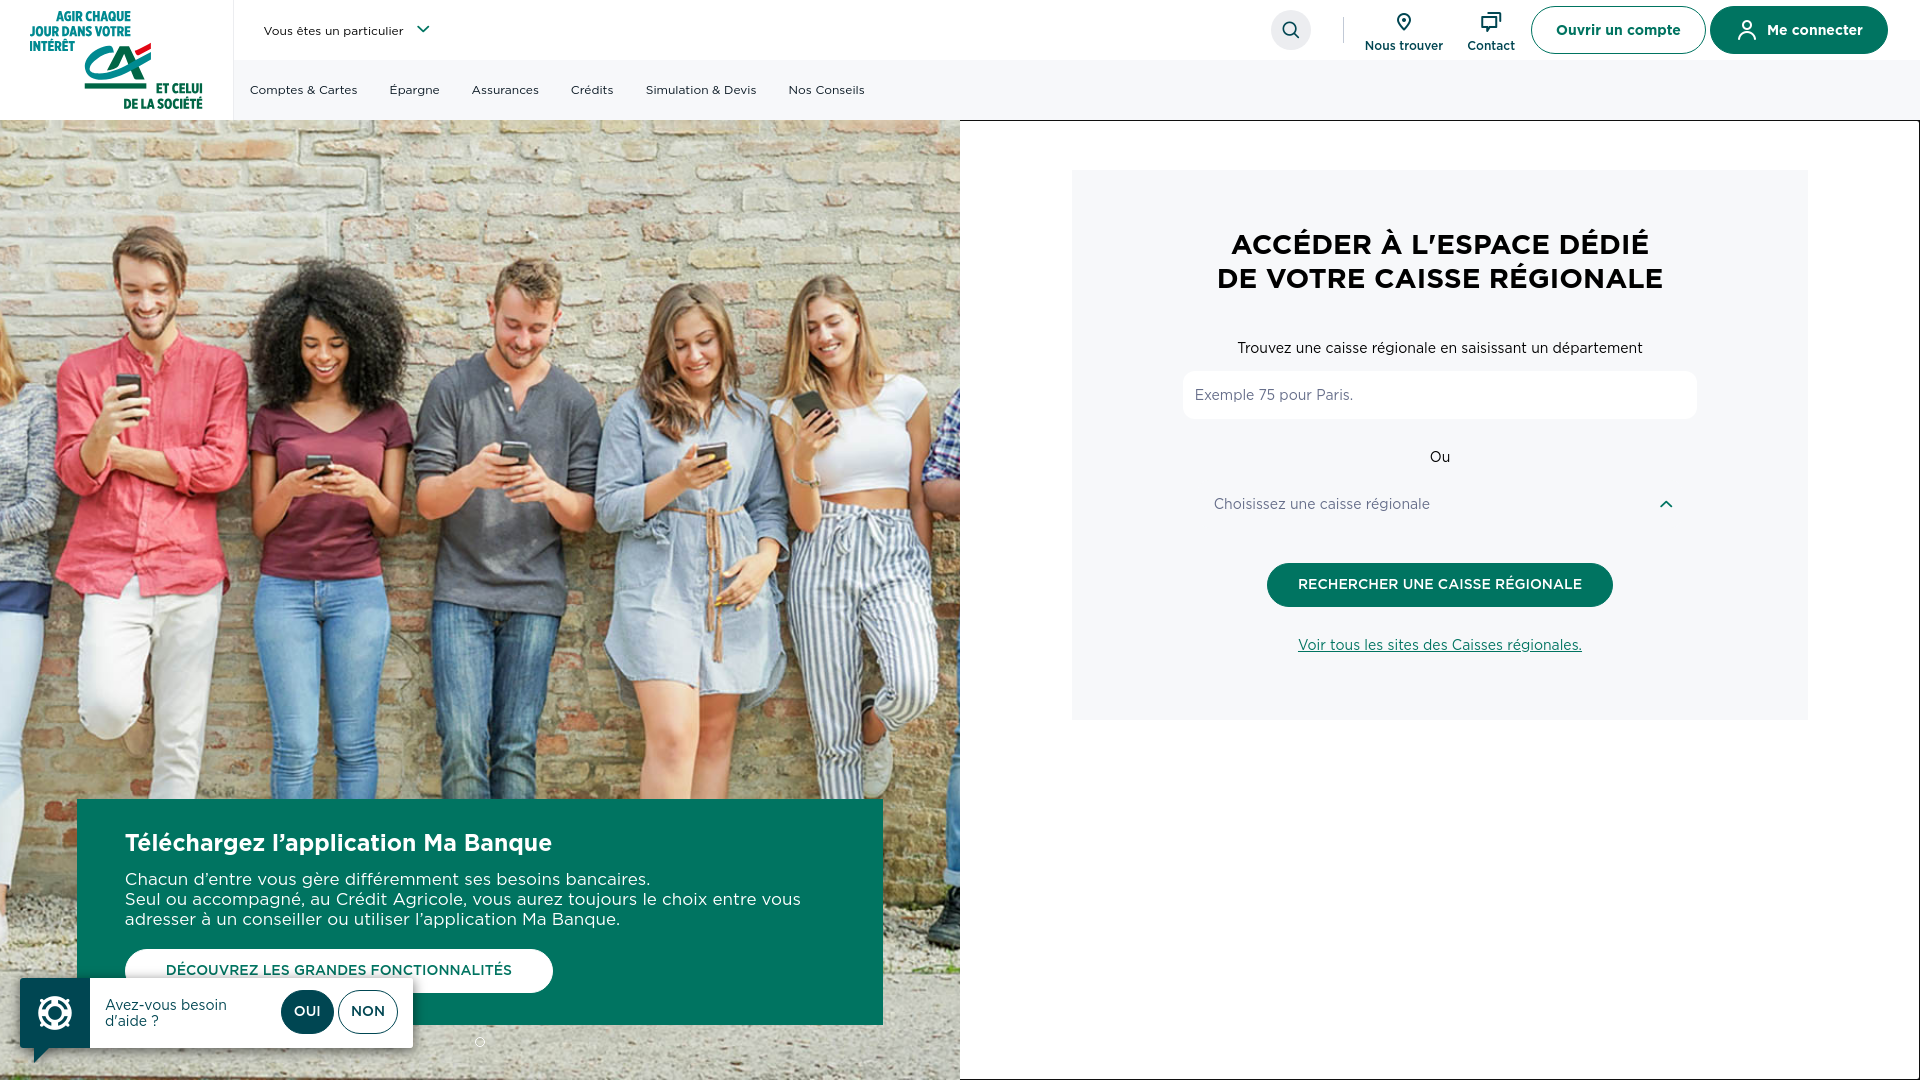 AGIR CHAQUE
JOUR DANS VOTRE
INTÉRÊT
CA
ET CELUI
DE LA SOCIÉTÉ
Vous êtes un particulier
Nous trouver
Contact
Ouvrir un compte
Me connecter
Comptes & Cartes
Épargne
Assurances
Crédits
Simulation & Devis
Nos Conseils
ACCÉDER À L'ESPACE DÉDIÉ
DE VOTRE CAISSE RÉGIONALE
Trouvez une caisse régionale en saisissant un département
Exemple 75 pour Paris.
Ou
Choisissez une caisse régionale
RECHERCHER UNE CAISSE RÉGIONALE
Voir tous les sites des Caisses régionales.
Téléchargez l’application Ma Banque
Chacun d’entre vous gère différemment ses besoins bancaires.
Seul ou accompagné, au Crédit Agricole, vous aurez toujours le choix entre vous
adresser à un conseiller ou utiliser l’application Ma Banque.
DÉCOUVREZ LES GRANDES FONCTIONNALITÉS
Avez-vous besoin
d'aide ?
OUI
NON